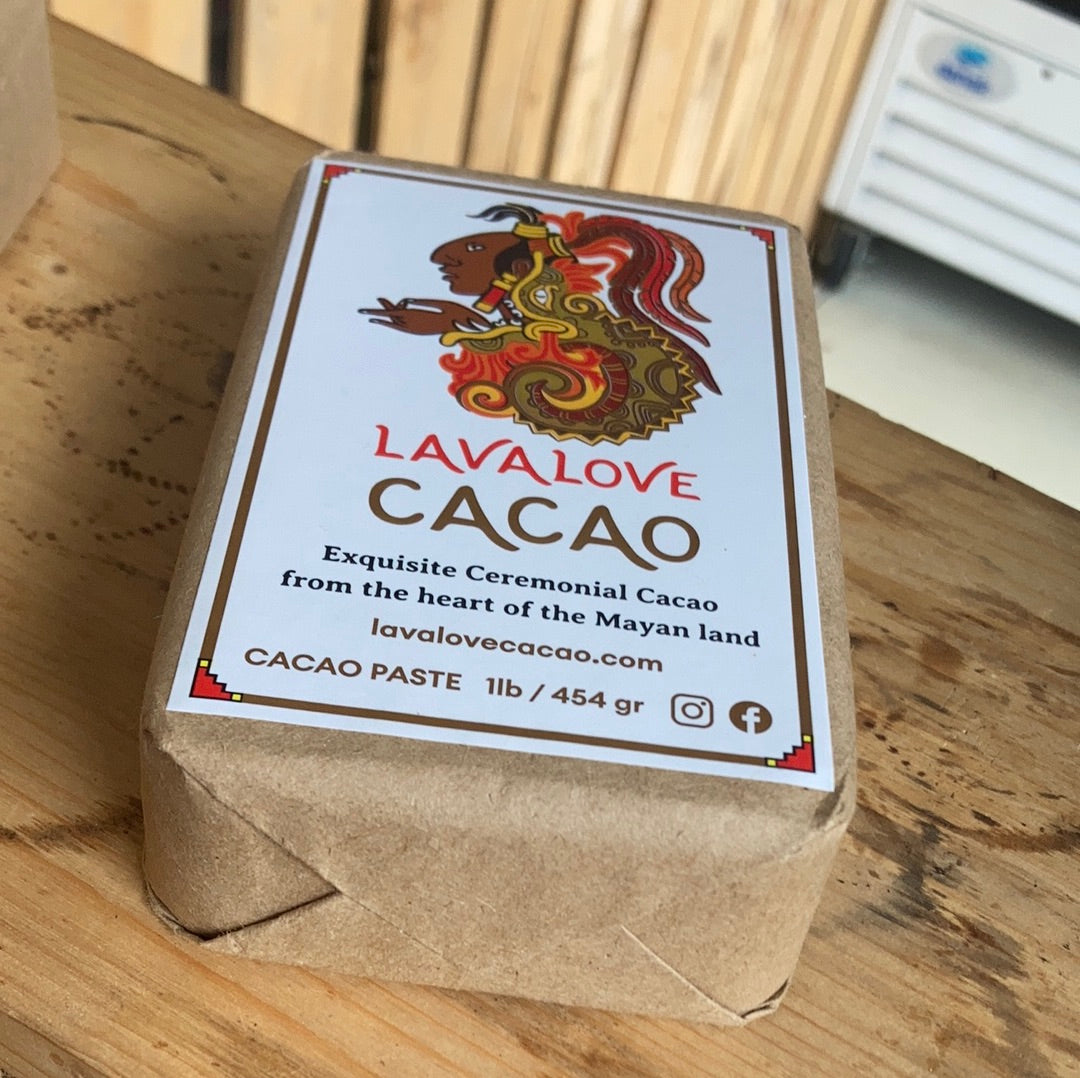 LAVALOVE
CACAO
Exquisite Ceremonial Cacao
from the heart of the Mayan land
lavalovecacao.com
CACAO PASTE 1lb / 454 gr